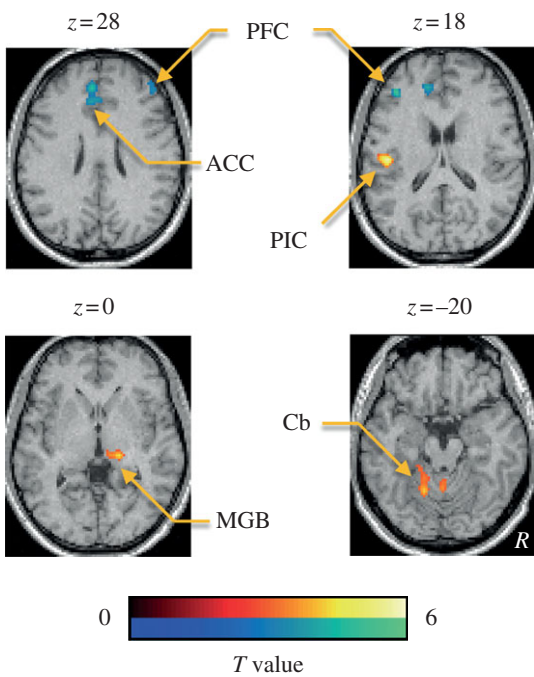 z=28
PFC
z=18
ACC
PIC
z=0
z=–20
Cb
MGB
R
0
6
T value